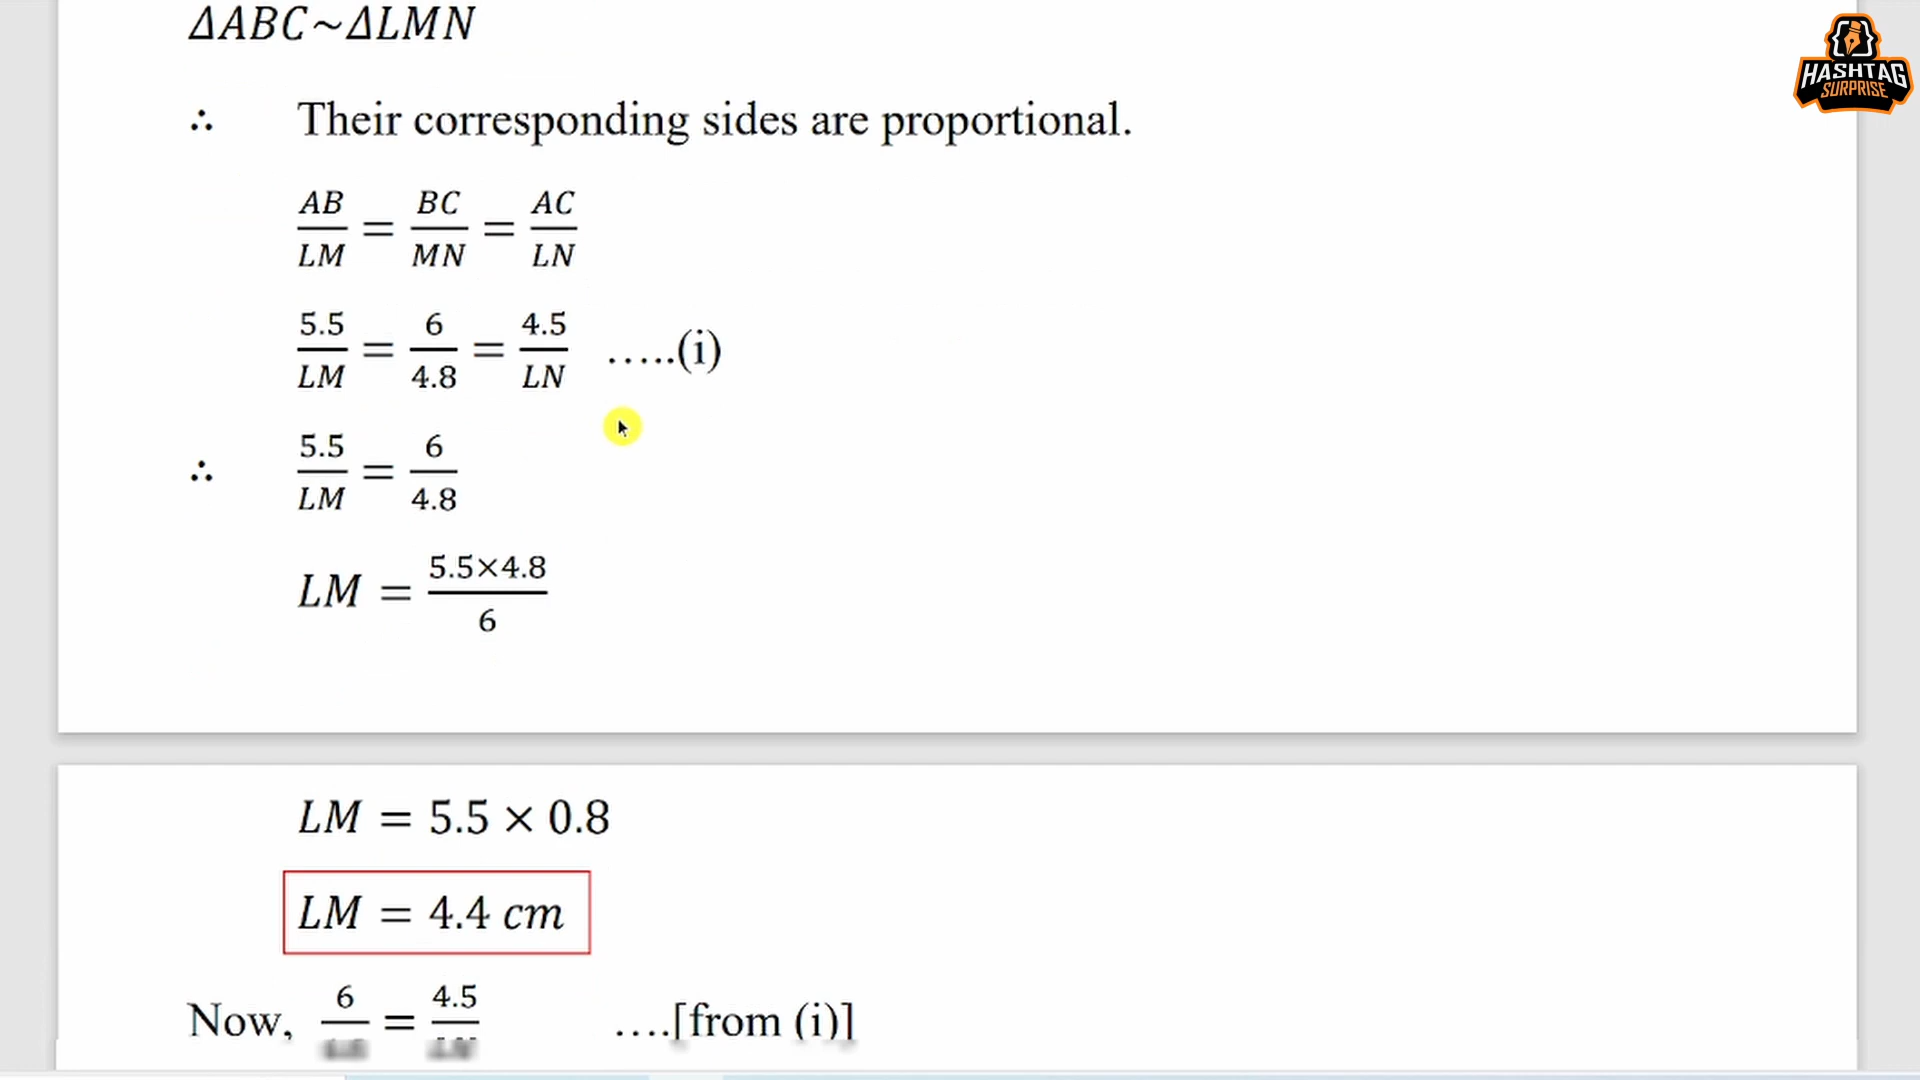 ΔABC~ΔLMN
HASHTAG
SURPRISE
∴ Their corresponding sides are proportional.
AB/LM = BC/MN = AC/LN
5.5/LM = 6/4.8 = 4.5/LN …..(i)
∴ 5.5/LM = 6/4.8
LM = 5.5×4.8/6
LM = 5.5 × 0.8
LM = 4.4 cm
Now, 6/ = 4.5/ ….[from (i)]